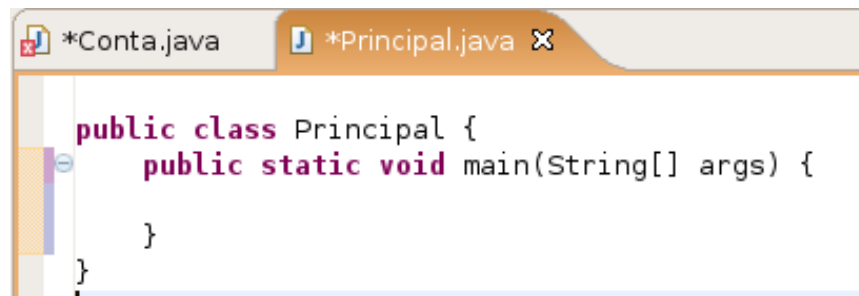 *Conta.java *Principal.java
public class Principal {
    public static void main(String[] args) {
    }
}